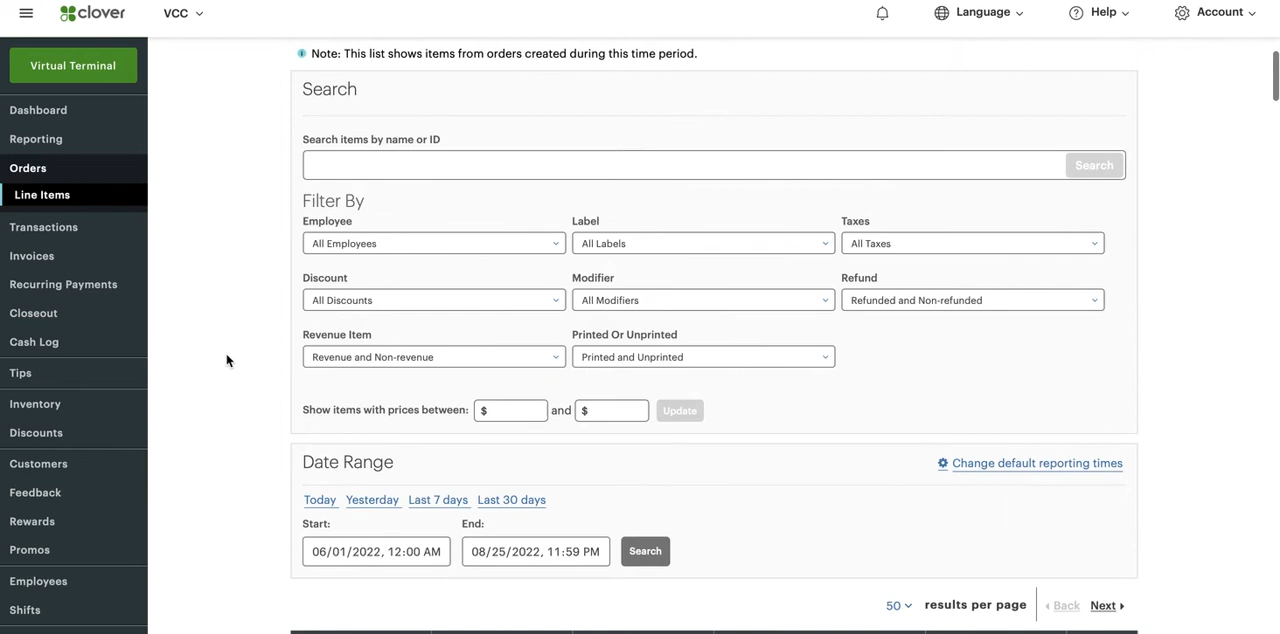 clover
VCC
Language
Help
Account
Virtual Terminal
Dashboard
Reporting
Orders
Line Items
Transactions
Invoices
Recurring Payments
Closeout
Cash Log
Tips
Inventory
Discounts
Customers
Feedback
Rewards
Promos
Employees
Shifts
Note: This list shows items from orders created during this time period.
Search
Search items by name or ID
Search
Filter By
Employee Label Taxes
All Employees All Labels All Taxes
Discount Modifier Refund
All Discounts All Modifiers Refunded and Non-refunded
Revenue Item Printed Or Unprinted
Revenue and Non-revenue Printed and Unprinted
Show items with prices between: $ and $ Update
Date Range Change default reporting times
Today Yesterday Last 7 days Last 30 days
Start: End:
06/01/2022, 12:00 AM 08/25/2022, 11:59 PM Search
50 results per page Back Next